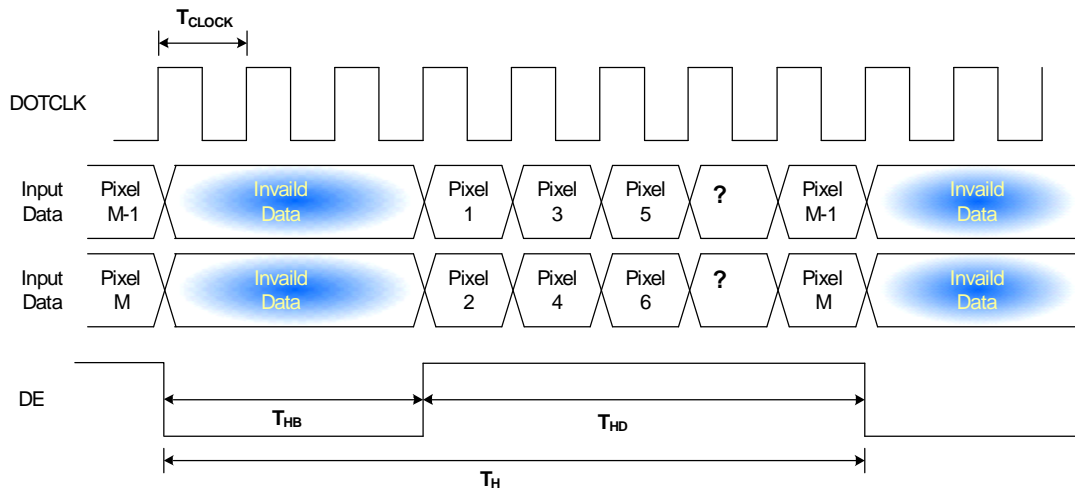 TCLOCK
DOTCLK
Input
Data
Pixel
M-1
Invaild
Data
Pixel
1
Pixel
3
Pixel
5
?
Pixel
M-1
Invaild
Data
Input
Data
Pixel
M
Invaild
Data
Pixel
2
Pixel
4
Pixel
6
?
Pixel
M
Invaild
Data
DE
THB
THD
TH